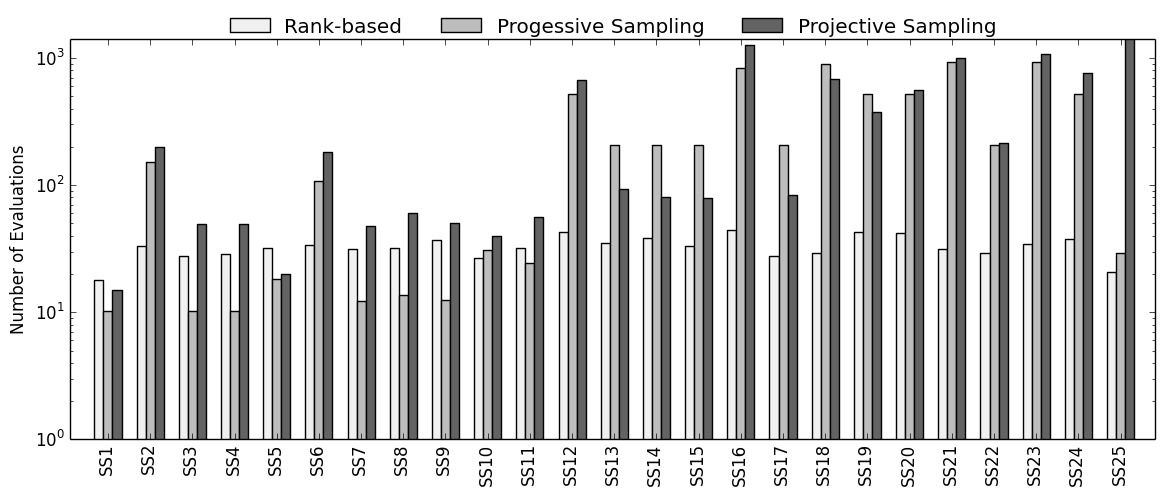 Rank-based Progessive Sampling Projective Sampling
Number of Evaluations
10³
10²
10¹
10⁰
SS1 SS2 SS3 SS4 SS5 SS6 SS7 SS8 SS9 SS10 SS11 SS12 SS13 SS14 SS15 SS16 SS17 SS18 SS19 SS20 SS21 SS22 SS23 SS24 SS25